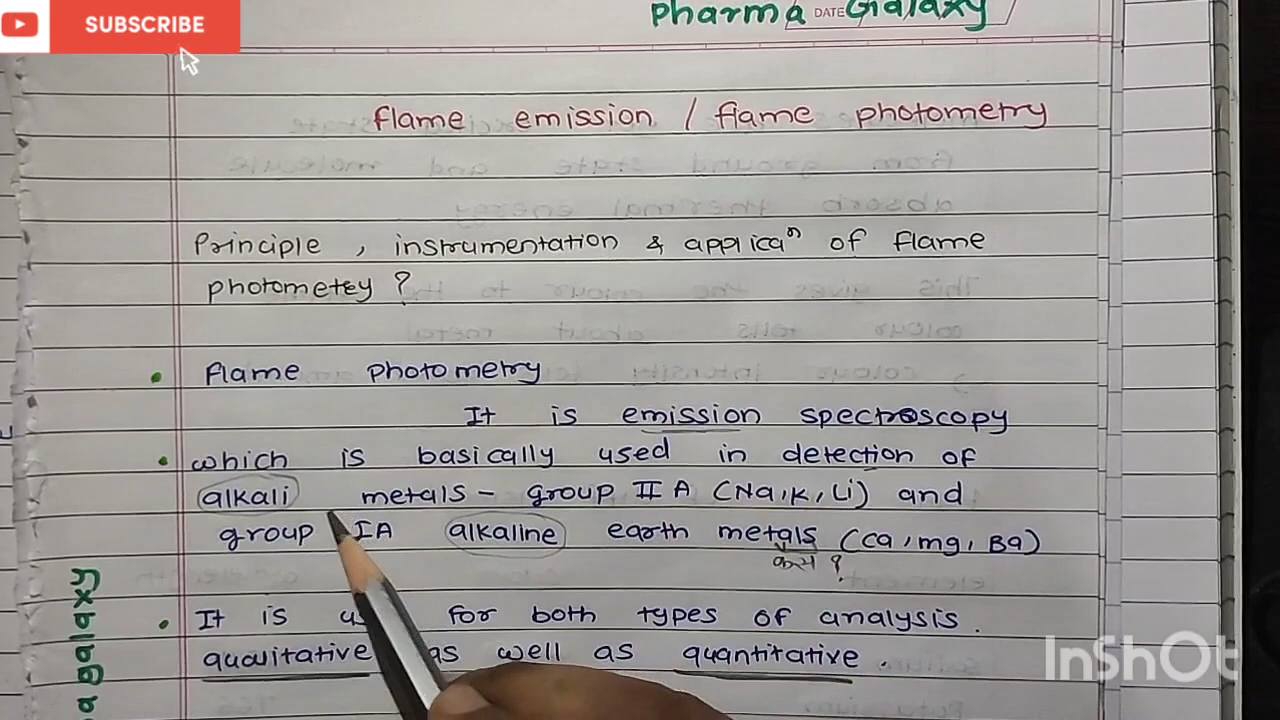 SUBSCRIBE
Pharma DATE Galaxy
flame emission / flame photometry
Principle , instrumentation & applicaⁿ of flame
photometey ?
flame photometry
It is emission spectroscopy
which is basically used in detection of
alkali metals - group II A (Na, K, Li) and
group IA alkaline earth metals (Ca, mg, Ba)
It is for both types of analysis.
qualitative as well as quantitative.
agalaxy
InShOt